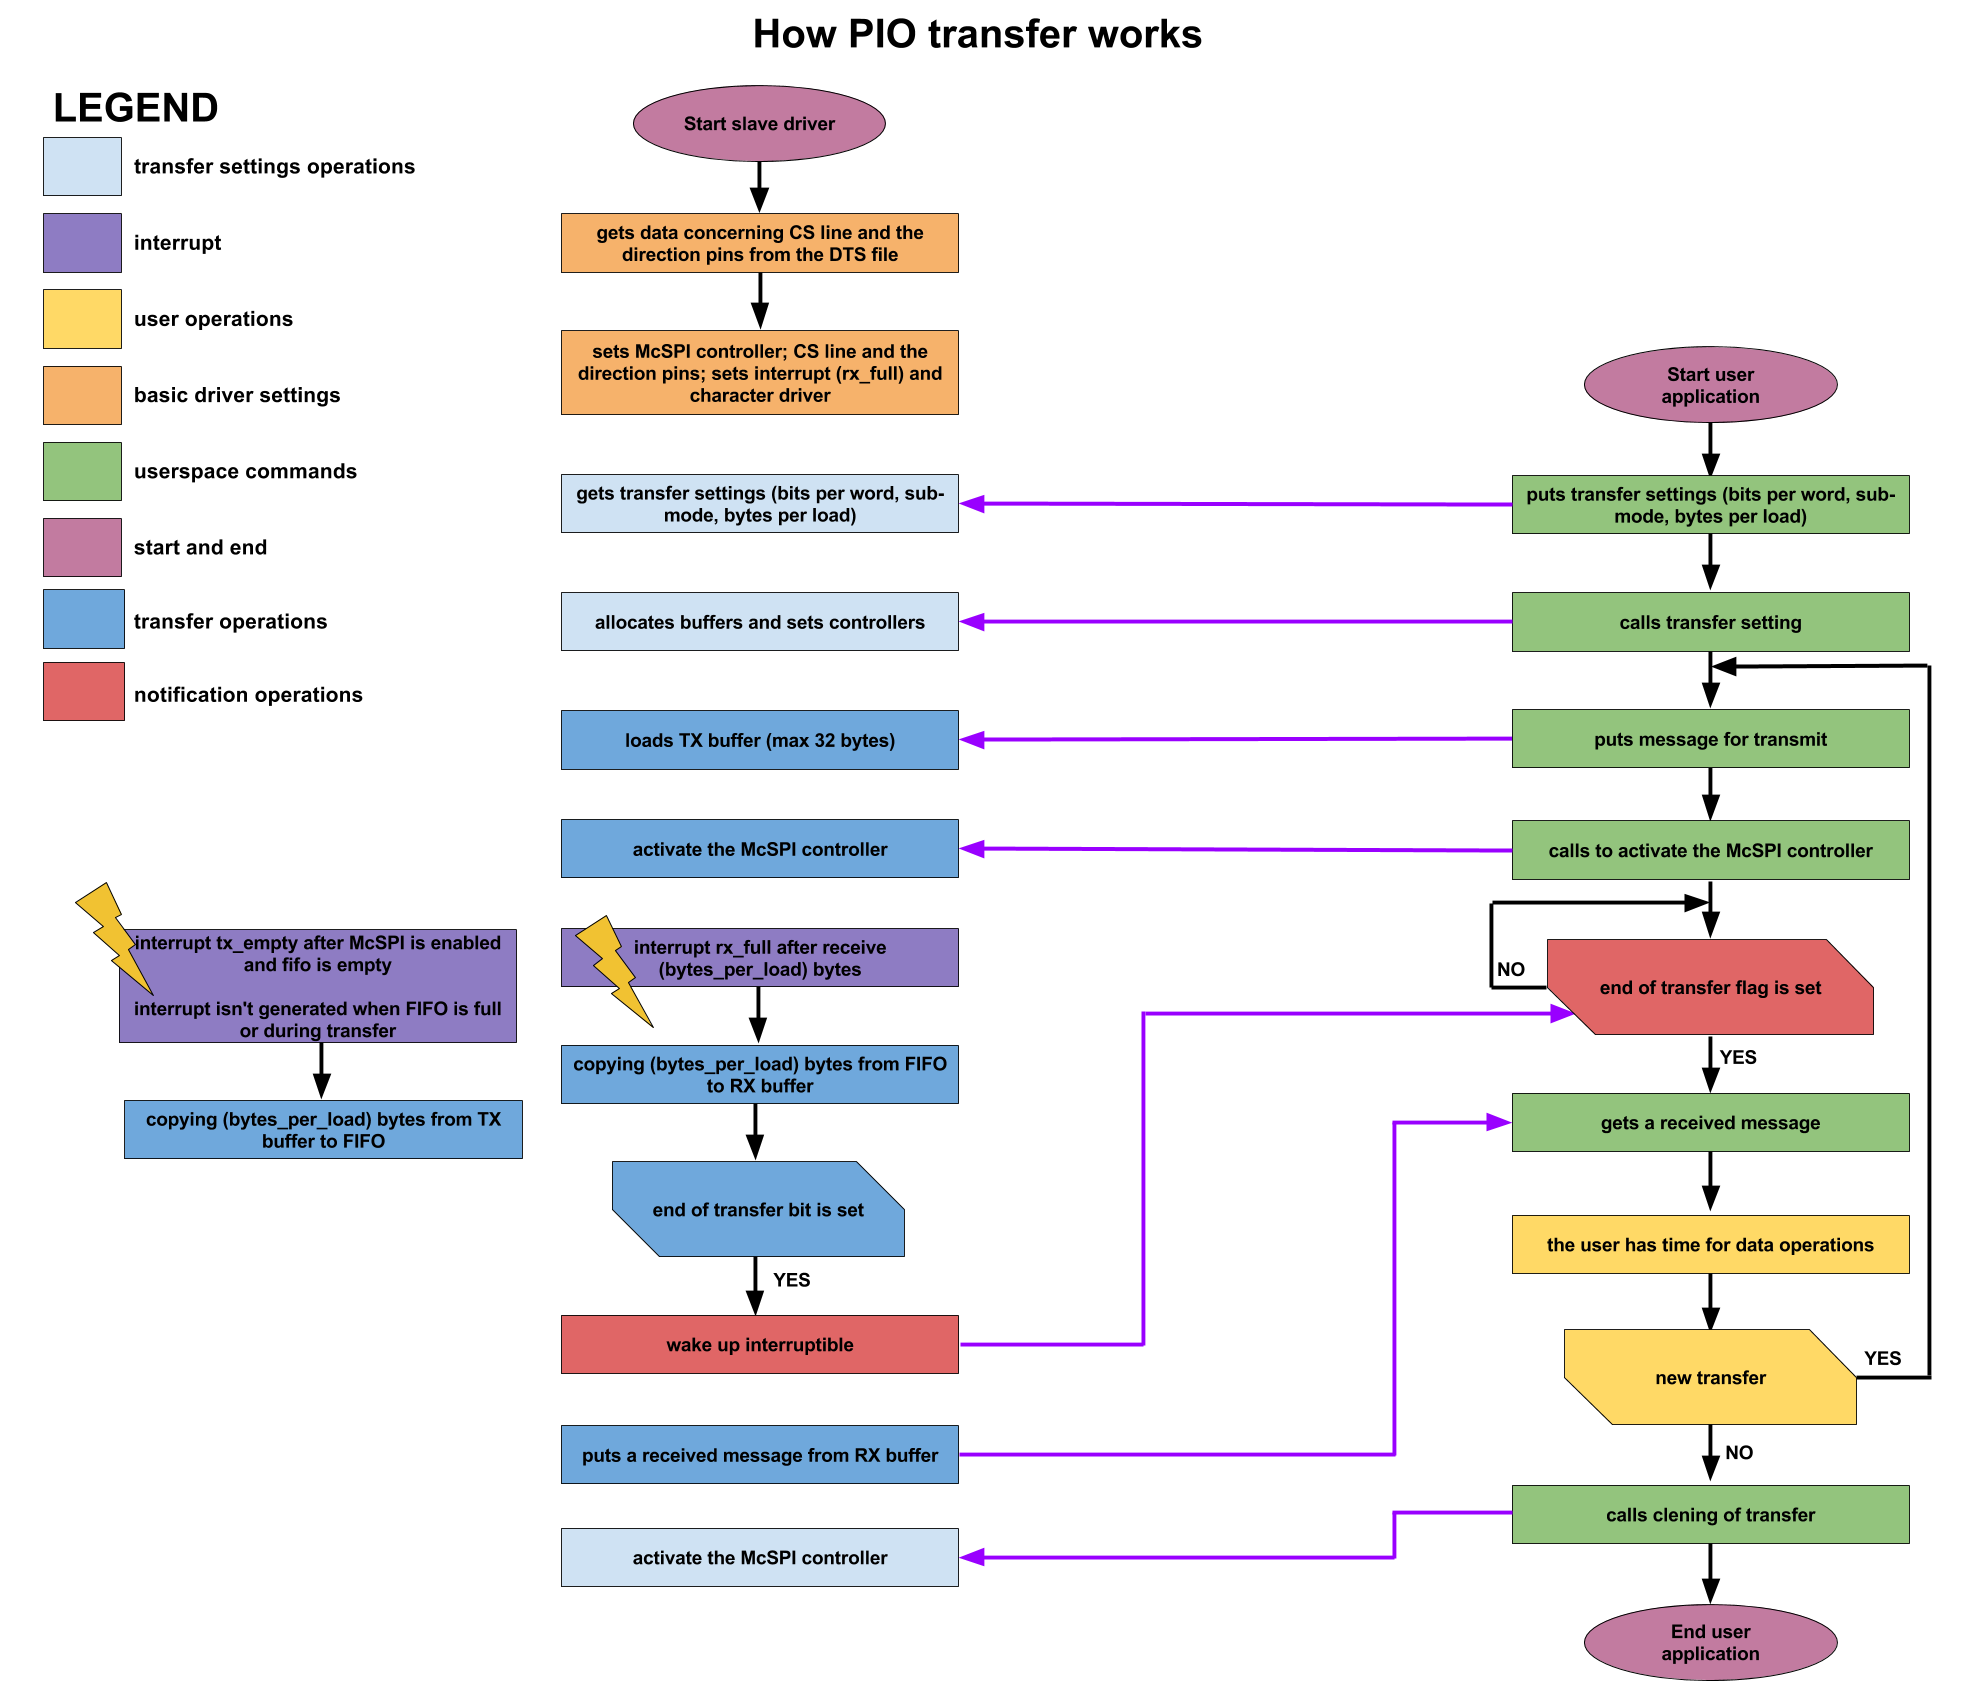 How PIO transfer works
LEGEND
transfer settings operations
interrupt
user operations
basic driver settings
userspace commands
start and end
transfer operations
notification operations
Start slave driver
gets data concerning CS line and the
direction pins from the DTS file
sets McSPI controller; CS line and the
direction pins; sets interrupt (rx_full) and
character driver
gets transfer settings (bits per word, sub-
mode, bytes per load)
allocates buffers and sets controllers
loads TX buffer (max 32 bytes)
activate the McSPI controller
interrupt tx_empty after McSPI is enabled
and fifo is empty
interrupt isn't generated when FIFO is full
or during transfer
copying (bytes_per_load) bytes from TX
buffer to FIFO
interrupt rx_full after receive
(bytes_per_load) bytes
copying (bytes_per_load) bytes from FIFO
to RX buffer
end of transfer bit is set
YES
wake up interruptible
puts a received message from RX buffer
activate the McSPI controller
Start user
application
puts transfer settings (bits per word, sub-
mode, bytes per load)
calls transfer setting
puts message for transmit
calls to activate the McSPI controller
NO
end of transfer flag is set
YES
gets a received message
the user has time for data operations
new transfer
YES
NO
calls clening of transfer
End user
application